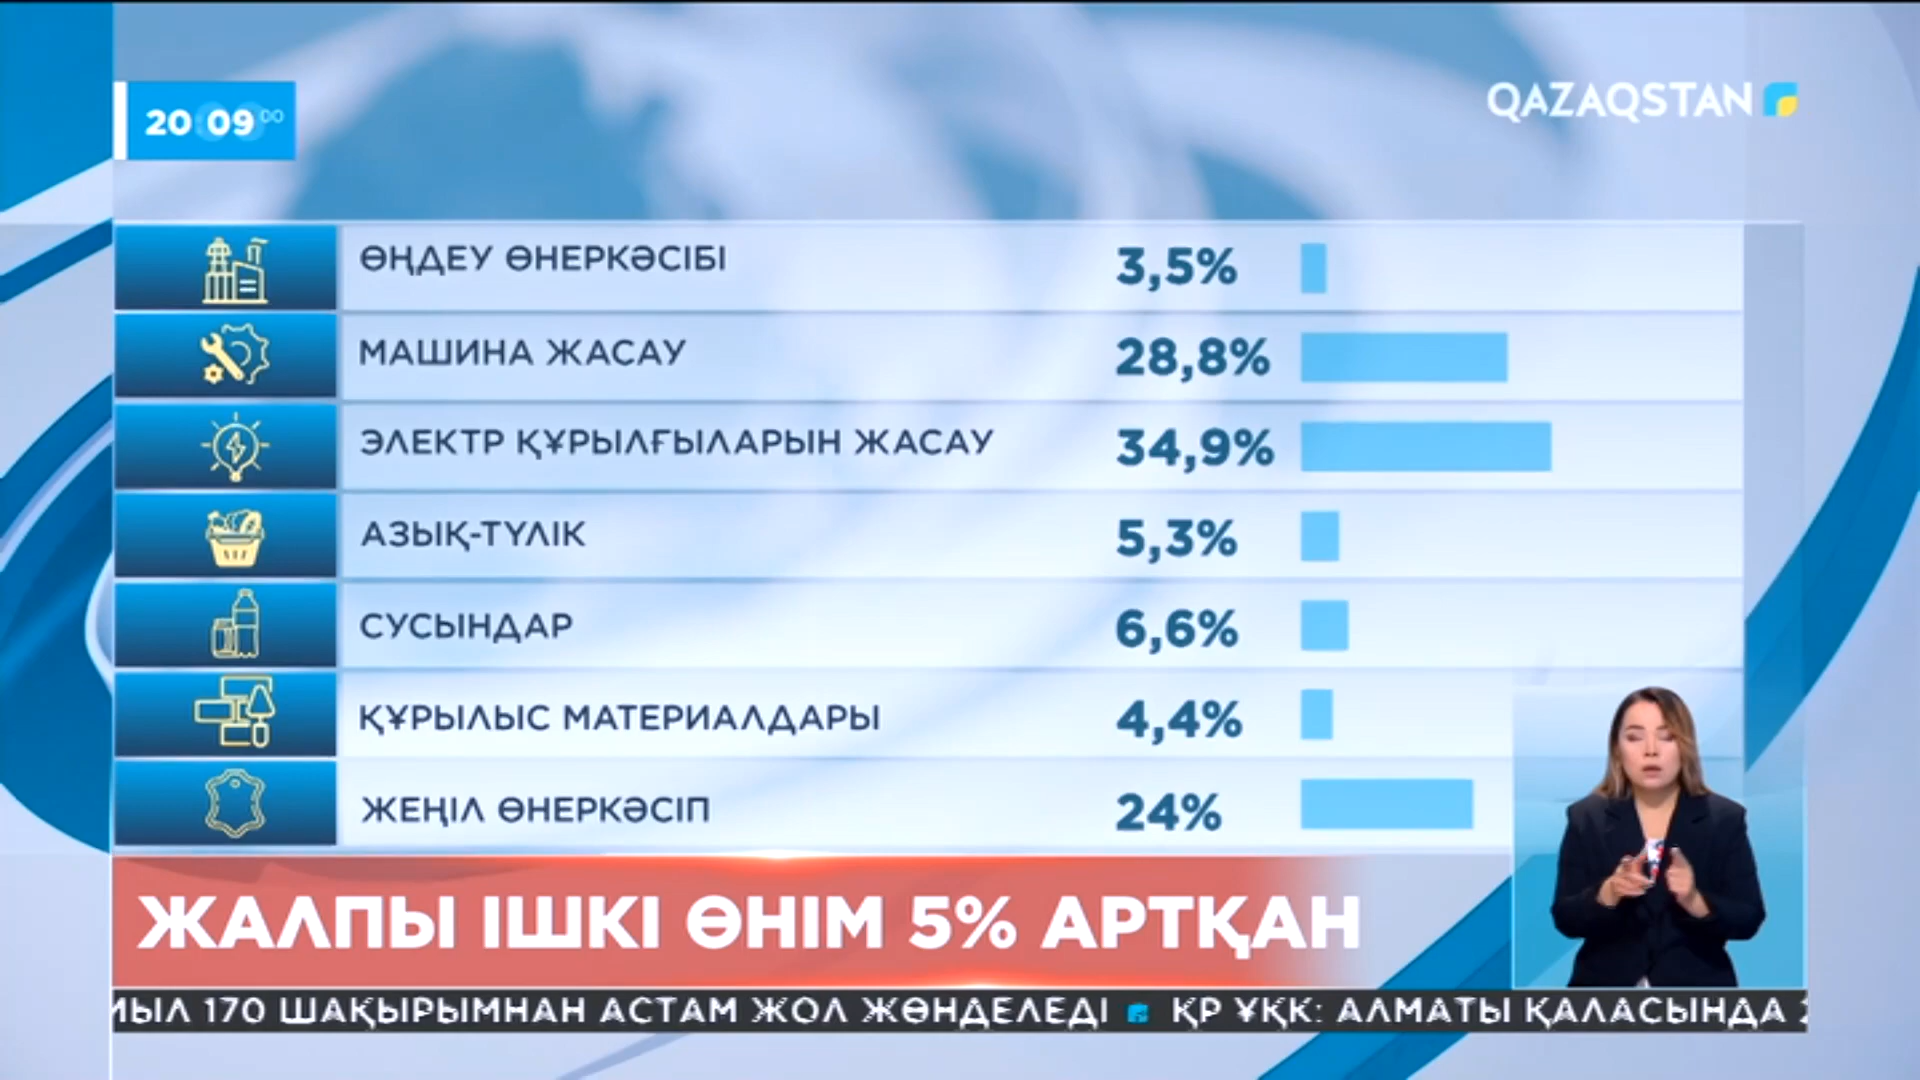 20:09 00
QAZAQSTAN
ӨҢДЕУ ӨНЕРКӘСІБІ 3,5%
МАШИНА ЖАСАУ 28,8%
ЭЛЕКТР ҚҰРЫЛҒЫЛАРЫН ЖАСАУ 34,9%
АЗЫҚ-ТҮЛІК 5,3%
СУСЫНДАР 6,6%
ҚҰРЫЛЫС МАТЕРИАЛДАРЫ 4,4%
ЖЕҢІЛ ӨНЕРКӘСІП 24%
ЖАЛПЫ ІШКІ ӨНІМ 5% АРТҚАН
170 ШАҚЫРЫМНАН АСТАМ ЖОЛ ЖӨНДЕЛЕДІ ҚР ҰҚК: АЛМАТЫ ҚАЛАСЫНДА